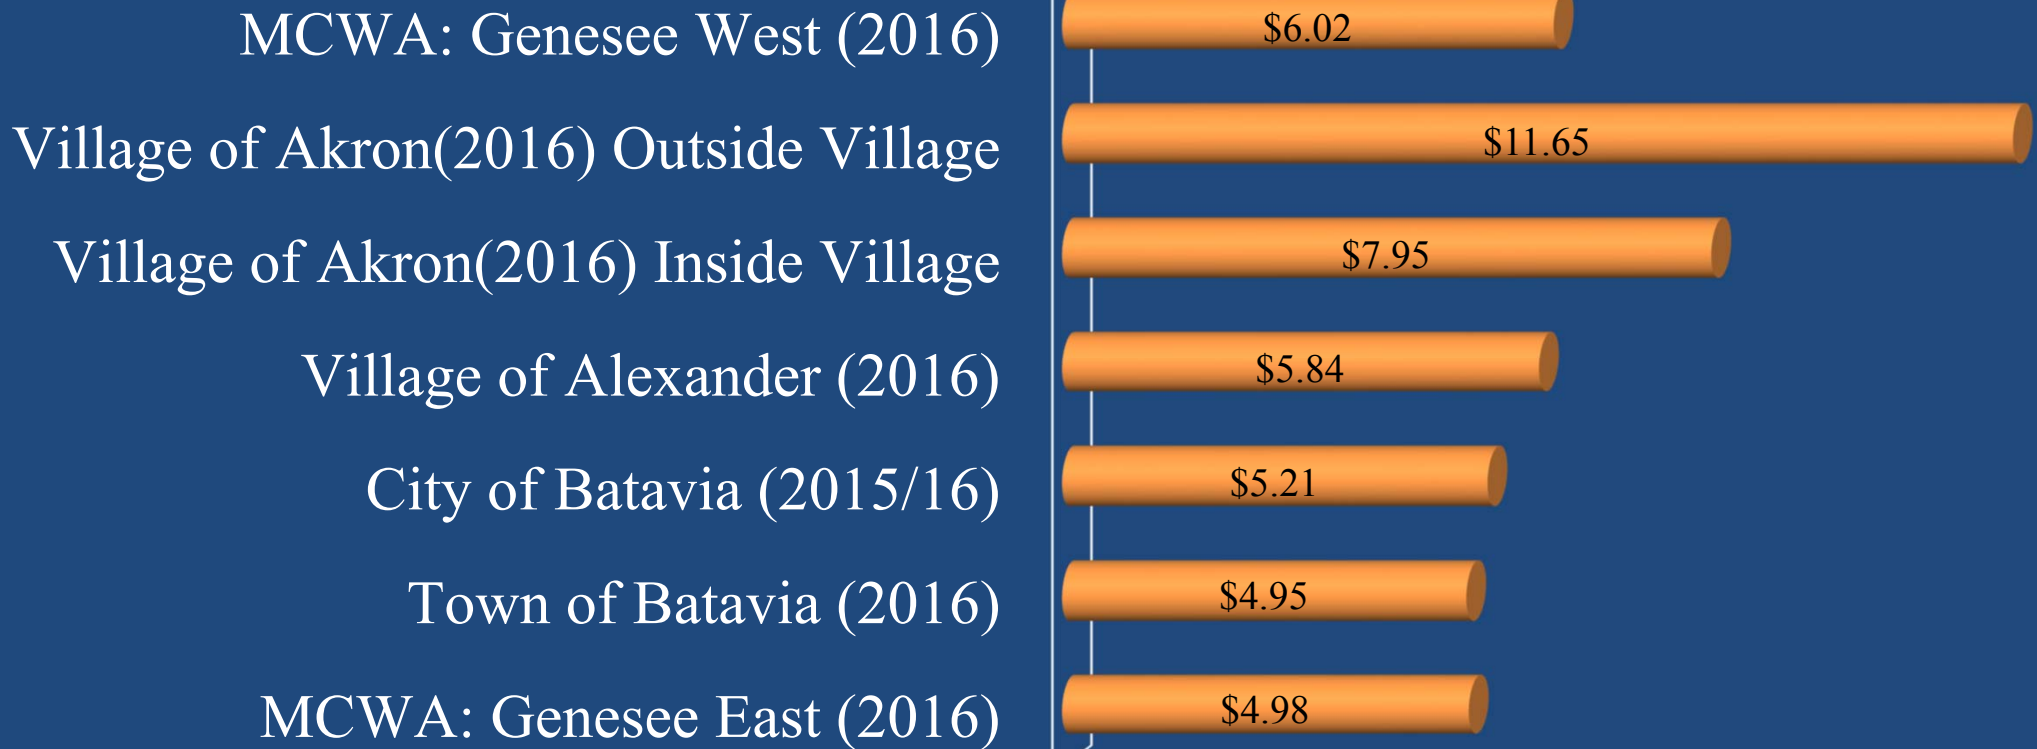 MCWA: Genesee West (2016) $6.02
Village of Akron(2016) Outside Village $11.65
Village of Akron(2016) Inside Village $7.95
Village of Alexander (2016) $5.84
City of Batavia (2015/16) $5.21
Town of Batavia (2016) $4.95
MCWA: Genesee East (2016) $4.98